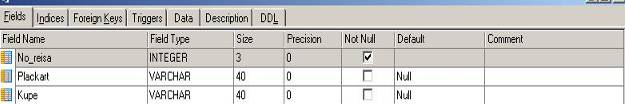 Fields Indices Foreign Keys Triggers Data Description DDL
Field Name Field Type Size Precision Not Null Default Comment
No_reisa INTEGER 3 0
Plackart VARCHAR 40 0 Null
Kupe VARCHAR 40 0 Null